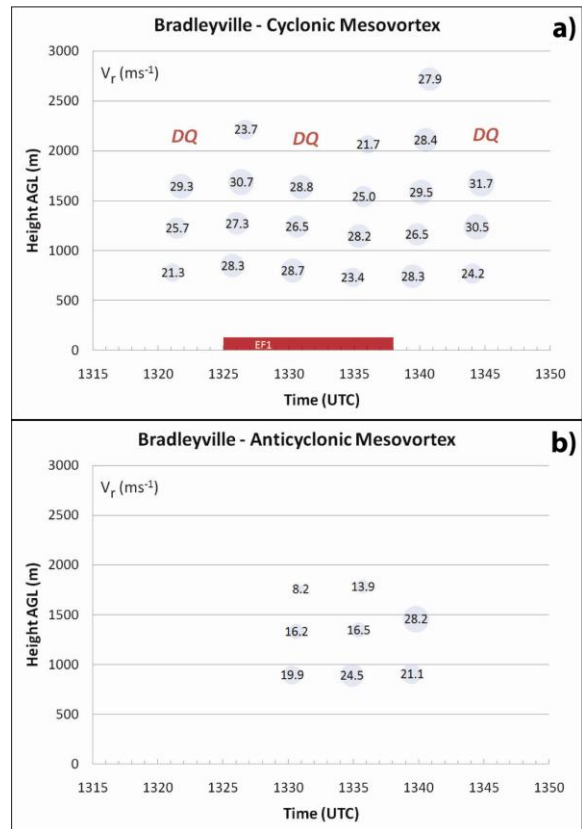 Bradleyville - Cyclonic Mesovortex
a)
3000
Vr (ms-1)
27.9
2500
DQ 23.7 DQ 21.7 28.4 DQ
2000
29.3 30.7 28.8 25.0 29.5 31.7
1500
25.7 27.3 26.5 28.2 26.5 30.5
1000
21.3 28.3 28.7 23.4 28.3 24.2
500
EF1
0
Height AGL (m)
1315 1320 1325 1330 1335 1340 1345 1350
Time (UTC)
Bradleyville - Anticyclonic Mesovortex
b)
3000
Vr (ms-1)
2500
2000
8.2 13.9
1500
28.2
16.2 16.5
1000
19.9 24.5 21.1
500
0
Height AGL (m)
1315 1320 1325 1330 1335 1340 1345 1350
Time (UTC)